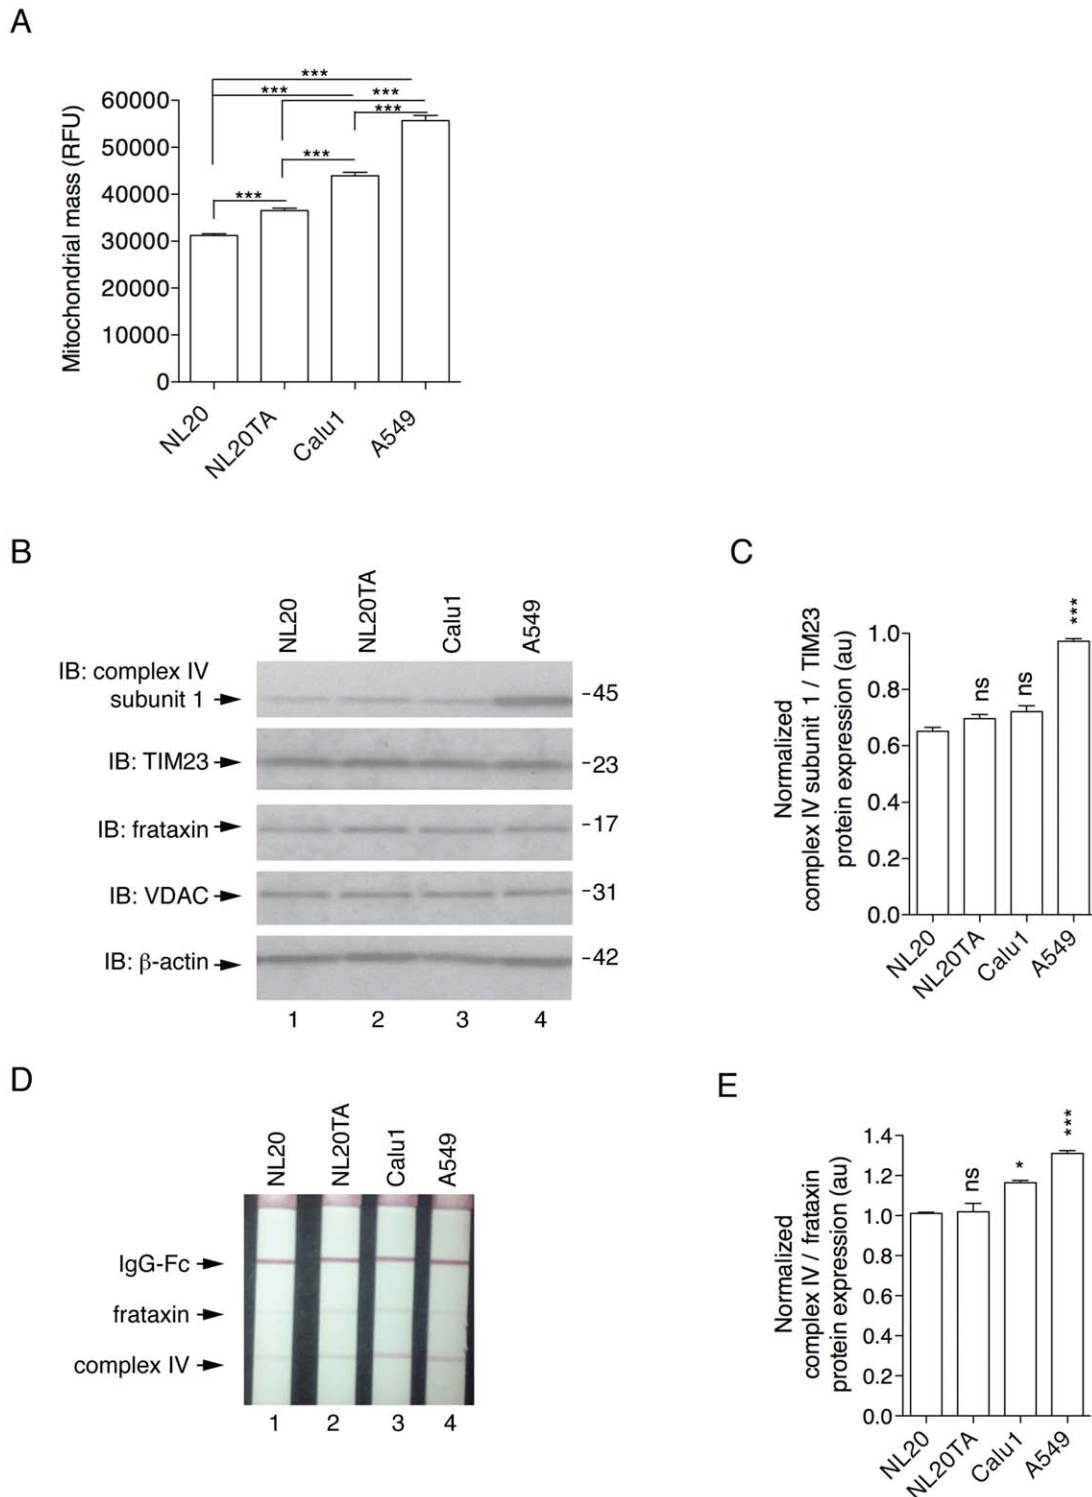 A
***
***
***
***
***
***
60000
50000
40000
30000
20000
10000
0
Mitochondrial mass (RFU)
NL20
NL20TA
Calu1
A549
B
NL20
NL20TA
Calu1
A549
IB: complex IV
subunit 1
-45
IB: TIM23
-23
IB: frataxin
-17
IB: VDAC
-31
IB: β-actin
-42
1 2 3 4
C
Normalized
complex IV subunit 1 / TIM23
protein expression (au)
1.0
0.8
0.6
0.4
0.2
0.0
ns
ns
***
NL20
NL20TA
Calu1
A549
D
NL20
NL20TA
Calu1
A549
IgG-Fc
frataxin
complex IV
1 2 3 4
E
Normalized
complex IV / frataxin
protein expression (au)
1.4
1.2
1.0
0.8
0.6
0.4
0.2
0.0
ns
*
***
NL20
NL20TA
Calu1
A549